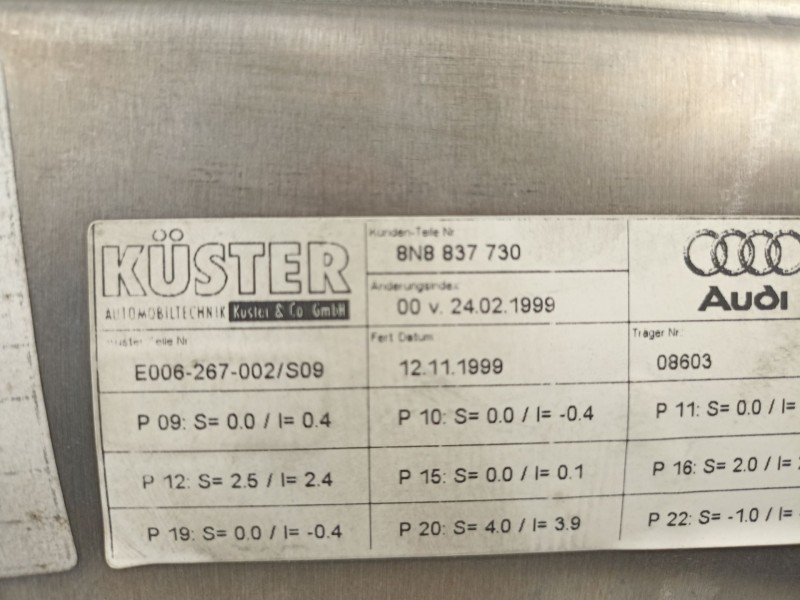 KÜSTER
AUTOMOBILTECHNIK Küster & Co. GmbH
Kunden-Teile Nr
8N8 837 730
Änderungsindex
00 v. 24.02.1999
Audi
Teile Nr
E006-267-002/S09
Fert Datum
12.11.1999
Träger Nr.
08603
P 09: S= 0.0 / I= 0.4
P 10: S= 0.0 / I= -0.4
P 11: S= 0.0 / I=
P 12: S= 2.5 / I= 2.4
P 15: S= 0.0 / I= 0.1
P 16: S= 2.0 / I=
P 19: S= 0.0 / I= -0.4
P 20: S= 4.0 / I= 3.9
P 22: S= -1.0 / I=